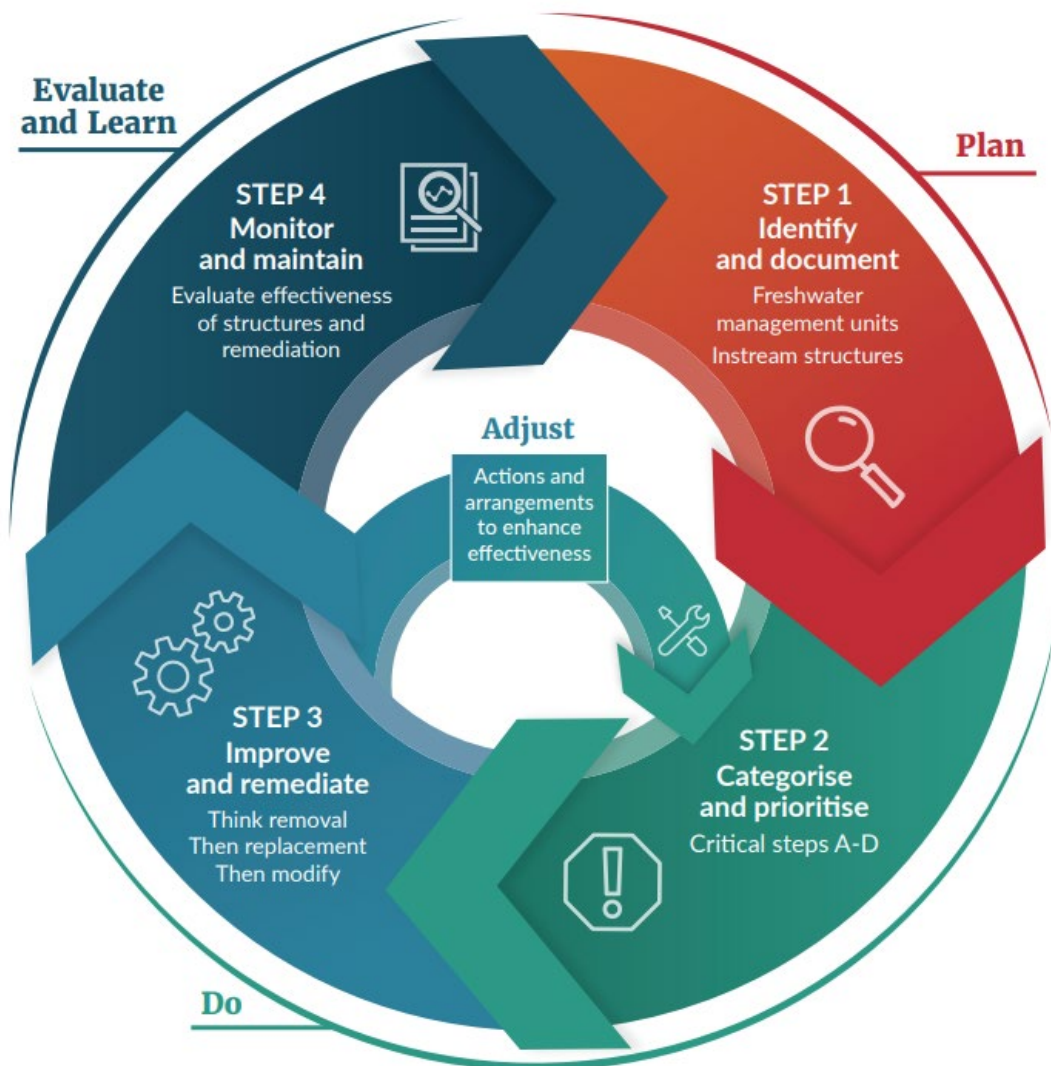 Evaluate
and Learn
Plan
STEP 1
Identify
and document
Freshwater
management units
Instream structures
STEP 2
Categorise
and prioritise
Critical steps A-D
STEP 3
Improve
and remediate
Think removal
Then replacement
Then modify
Do
STEP 4
Monitor
and maintain
Evaluate effectiveness
of structures and
remediation
Adjust
Actions and
arrangements
to enhance
effectiveness